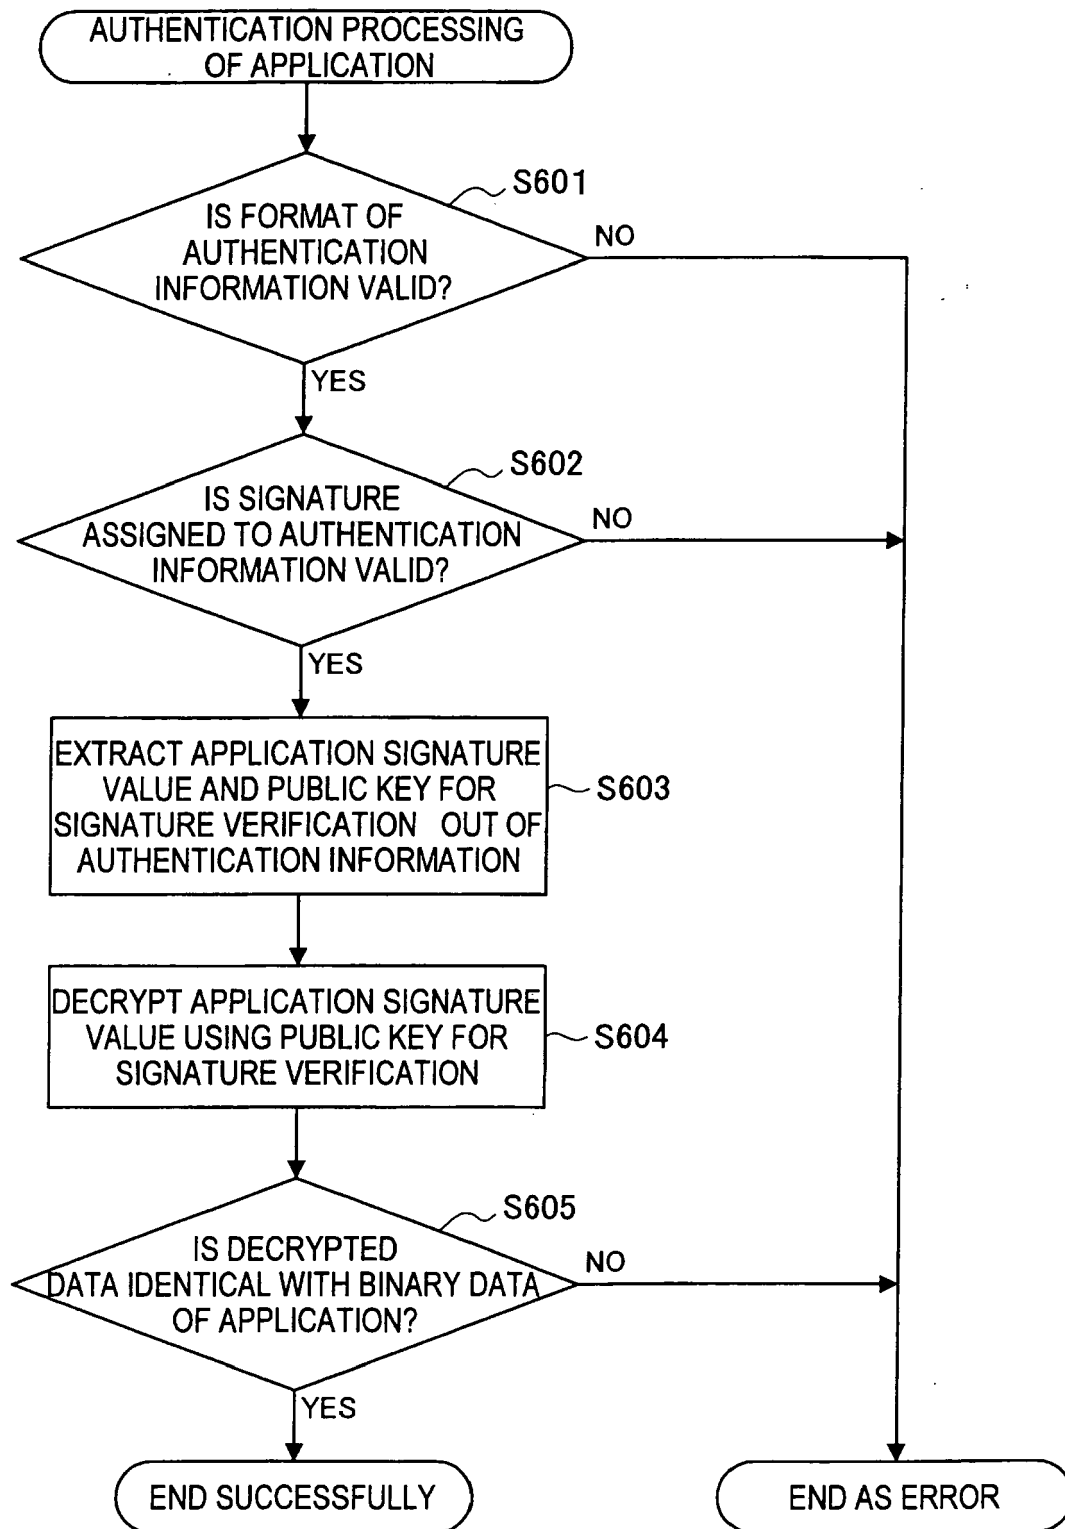 AUTHENTICATION PROCESSING
OF APPLICATION
S601
IS FORMAT OF
AUTHENTICATION
INFORMATION VALID?
NO
YES
S602
IS SIGNATURE
ASSIGNED TO AUTHENTICATION
INFORMATION VALID?
NO
YES
EXTRACT APPLICATION SIGNATURE
VALUE AND PUBLIC KEY FOR
SIGNATURE VERIFICATION OUT OF
AUTHENTICATION INFORMATION
S603
DECRYPT APPLICATION SIGNATURE
VALUE USING PUBLIC KEY FOR
SIGNATURE VERIFICATION
S604
S605
IS DECRYPTED
DATA IDENTICAL WITH BINARY DATA
OF APPLICATION?
NO
YES
END SUCCESSFULLY
END AS ERROR